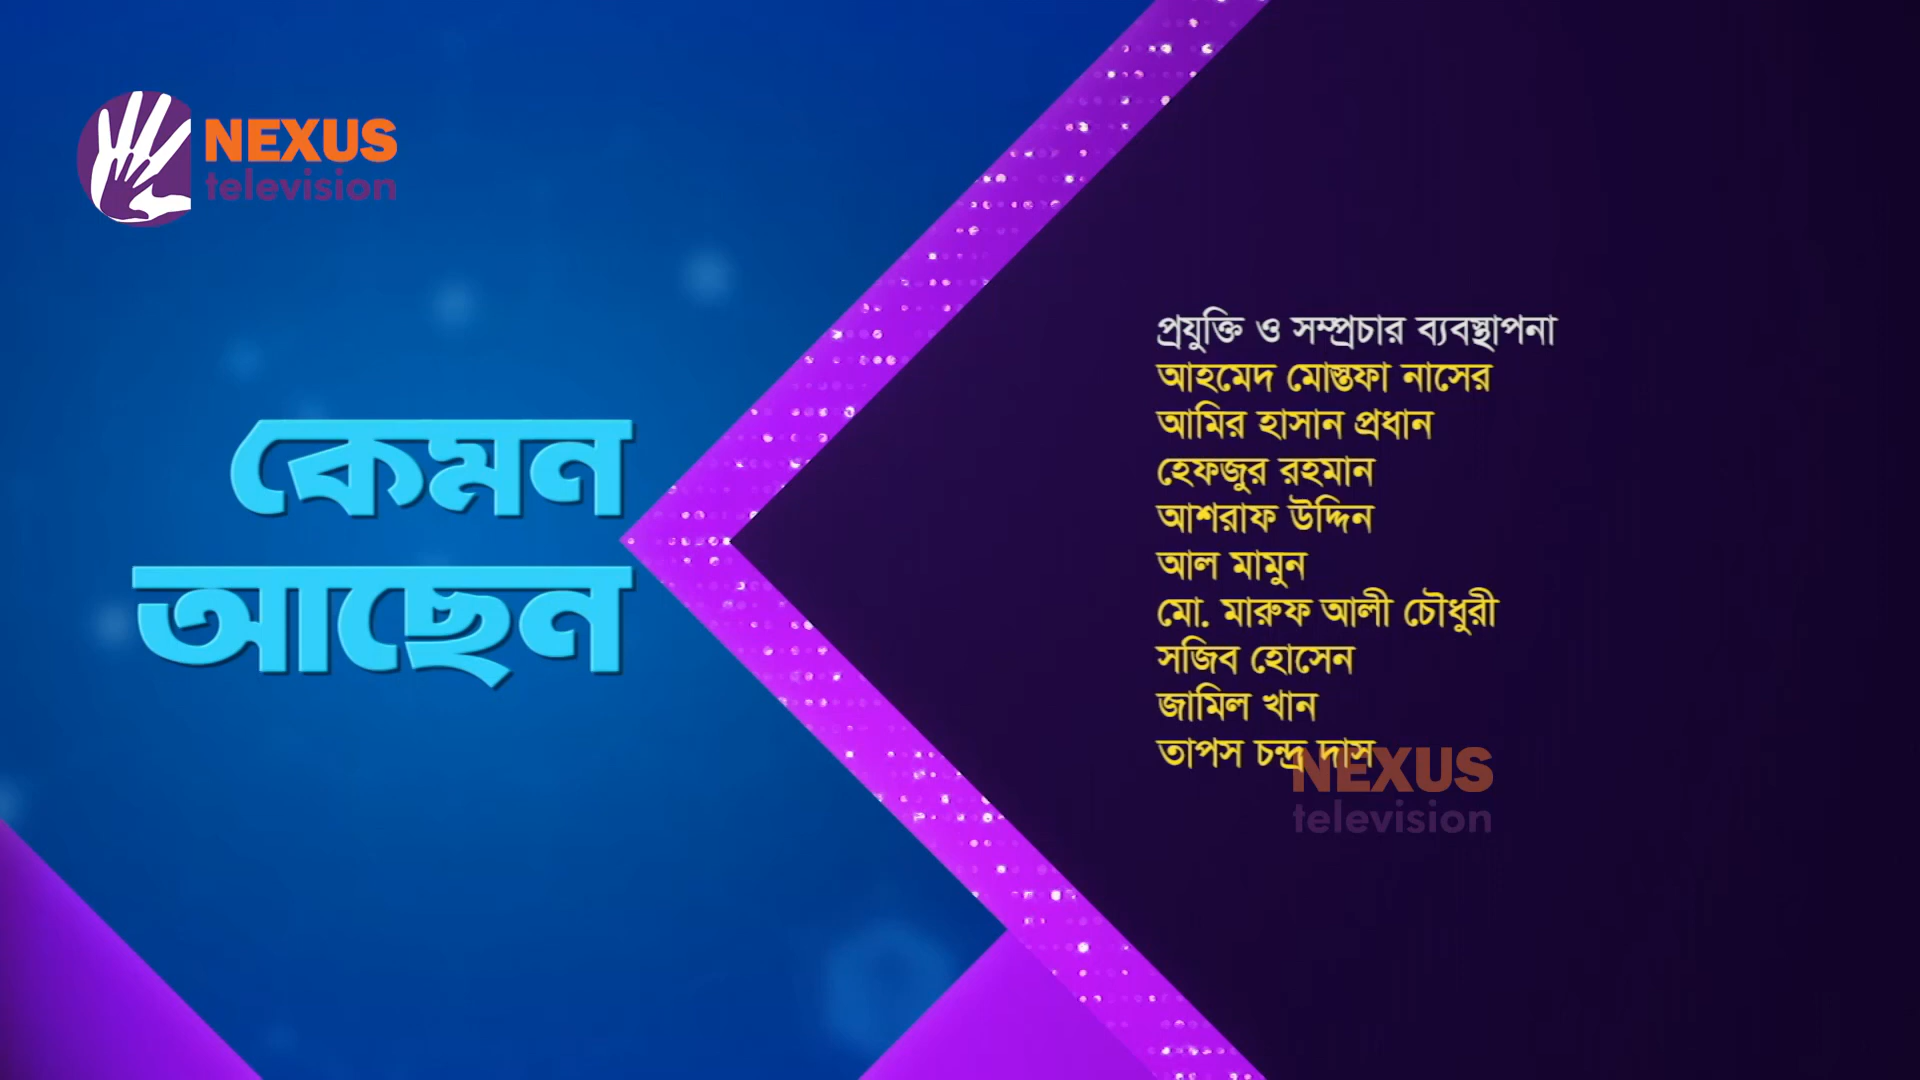 NEXUS
television
কেমন
আছেন
প্রযুক্তি ও সম্প্রচার ব্যবস্থাপনা
আহমেদ মোস্তফা নাসের
আমির হাসান প্রধান
হেফজুর রহমান
আশরাফ উদ্দিন
আল মামুন
মো. মারুফ আলী চৌধুরী
সজিব হোসেন
জামিল খান
তাপস চন্দ্র দাস
NEXUS
television